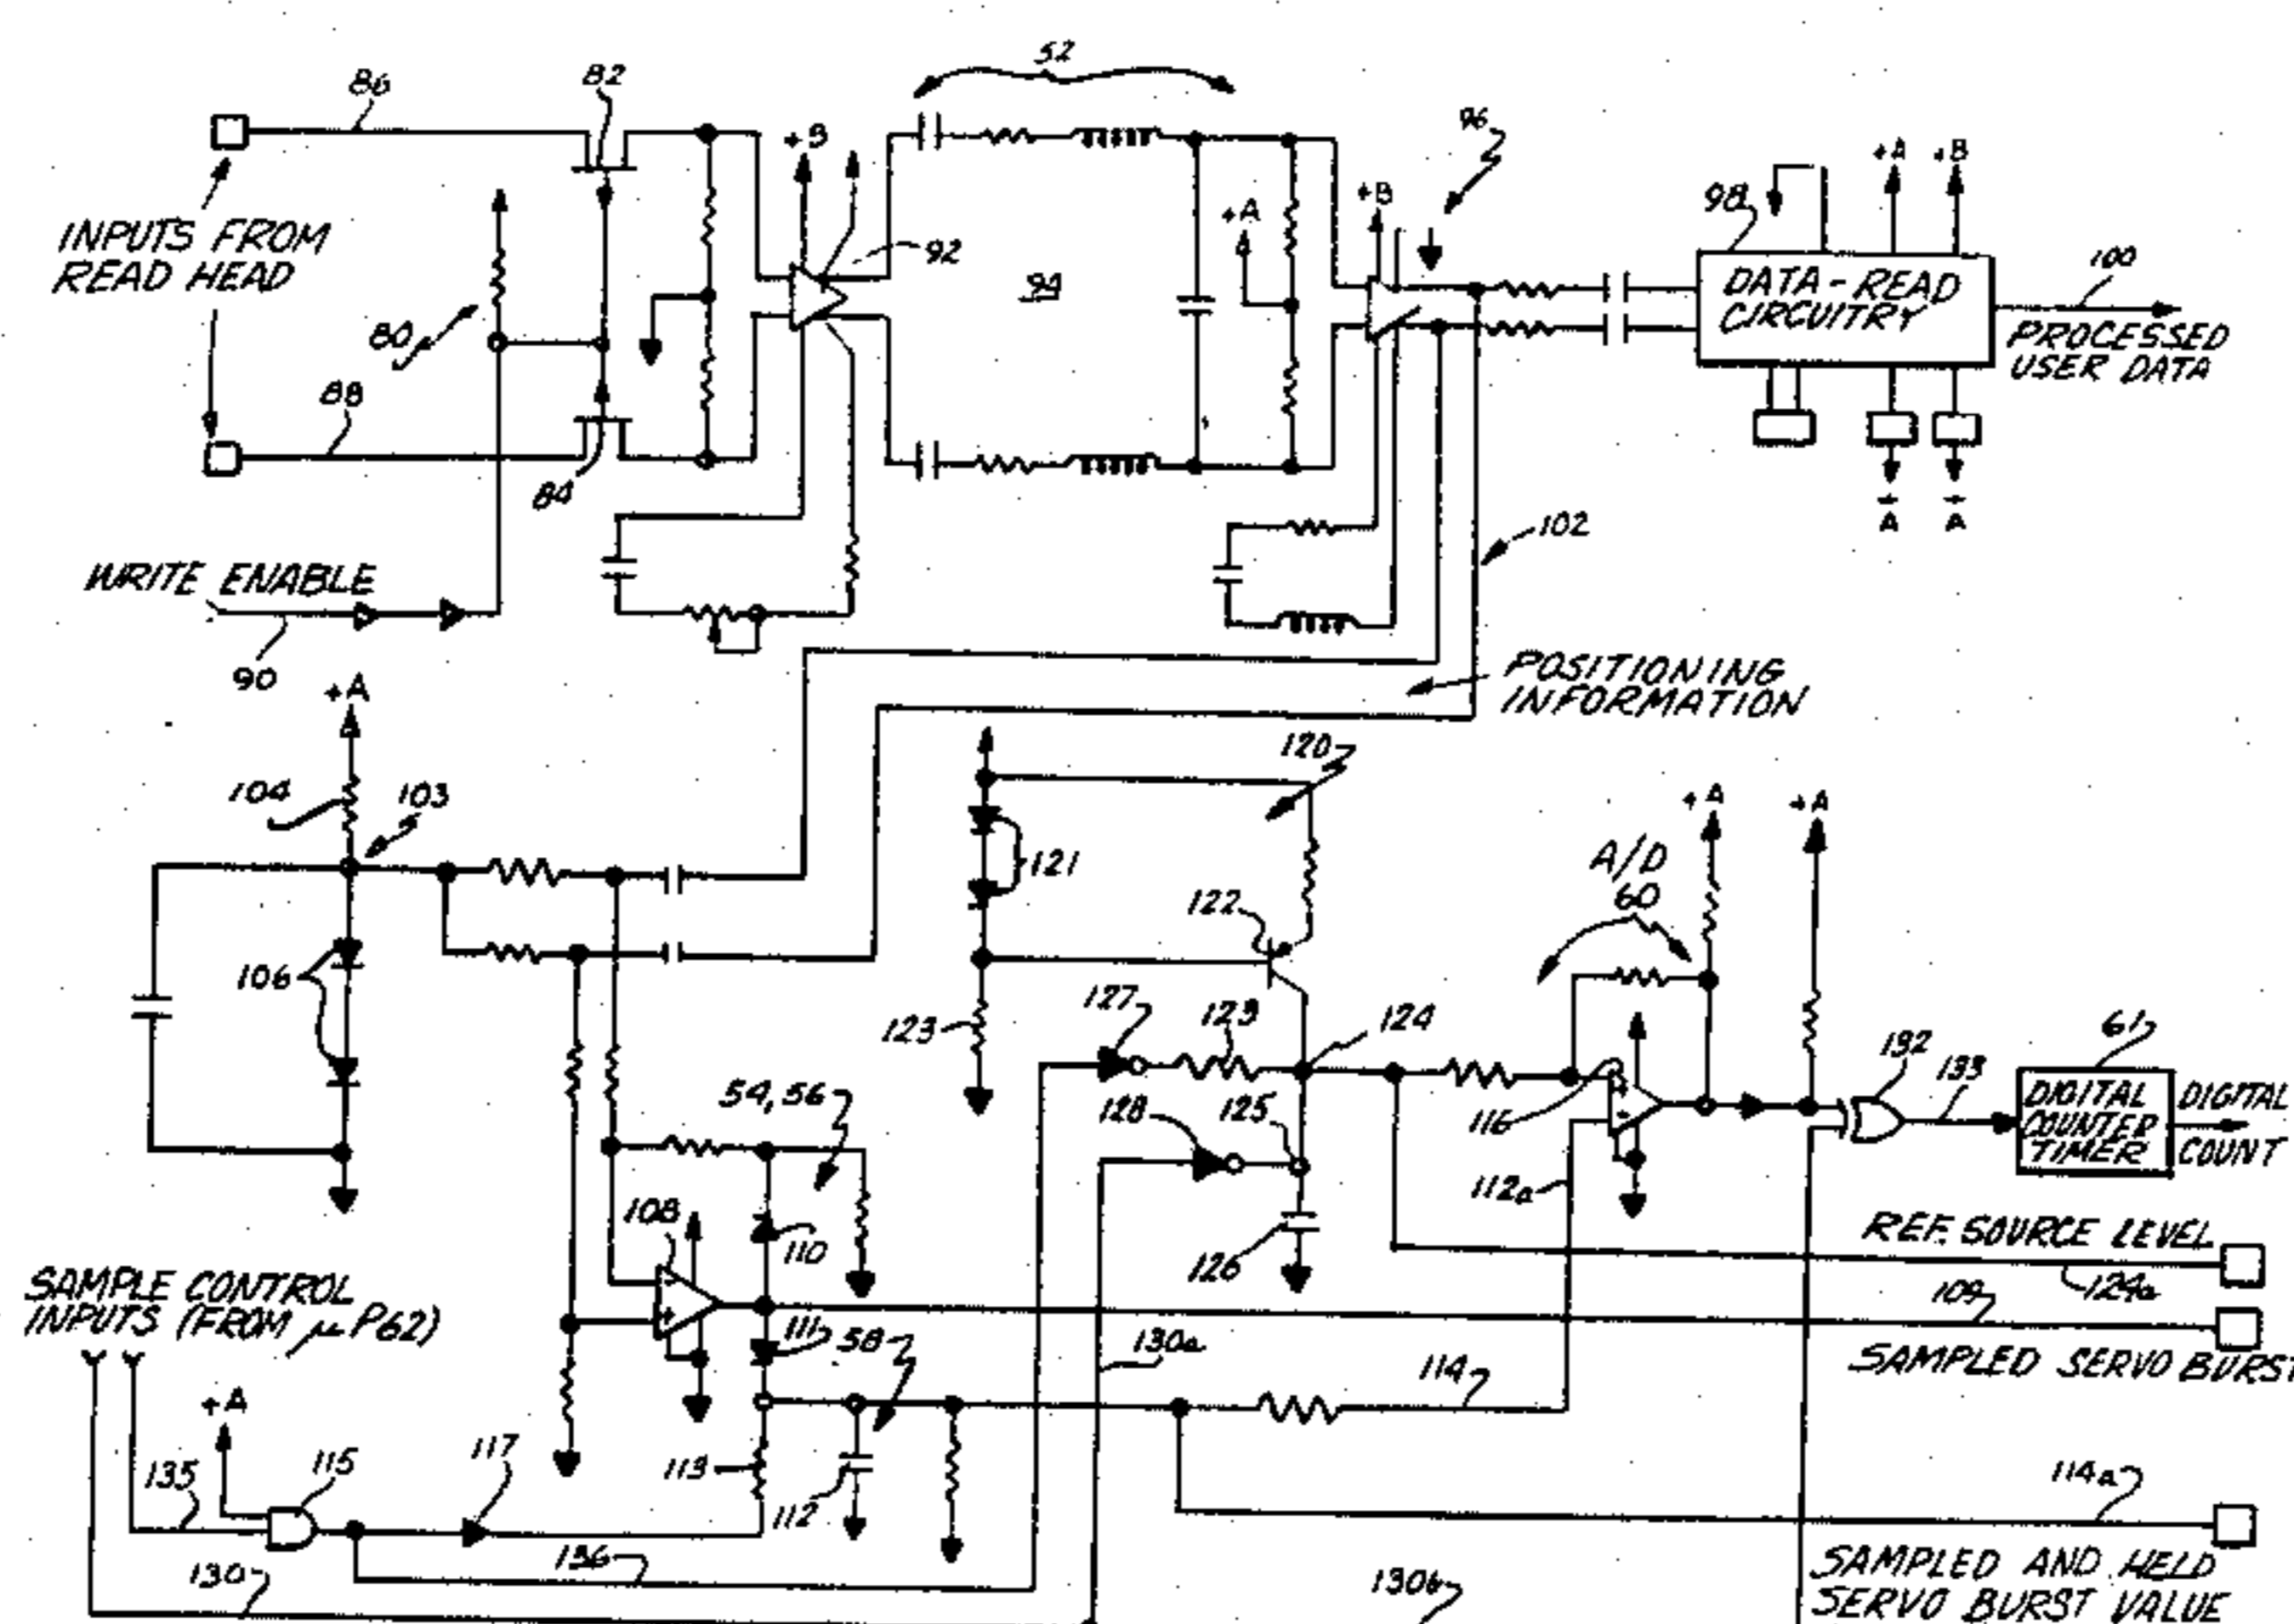 52
86
82
+B
96
+A +B
INPUTS FROM
READ HEAD
80
92
94
+A
+B
98
DATA-READ
CIRCUITRY
100
PROCESSED
USER DATA
88
84
102
+
A
+
A
WRITE ENABLE
90
+A
POSITIONING
INFORMATION
104
103
120
121
+A
+A
A/D
60
122
106
123
127
129
124
132
133
61
DIGITAL
COUNTER
TIMER
DIGITAL
COUNT
54, 56
128
125
116
112a
108
110
126
REF. SOURCE LEVEL
124a
SAMPLE CONTROL
INPUTS (FROM μP62)
111
58
130a
109
SAMPLED SERVO BURST
114
+A
135
115
117
113
112
114a
136
130
130b
SAMPLED AND HELD
SERVO BURST VALUE